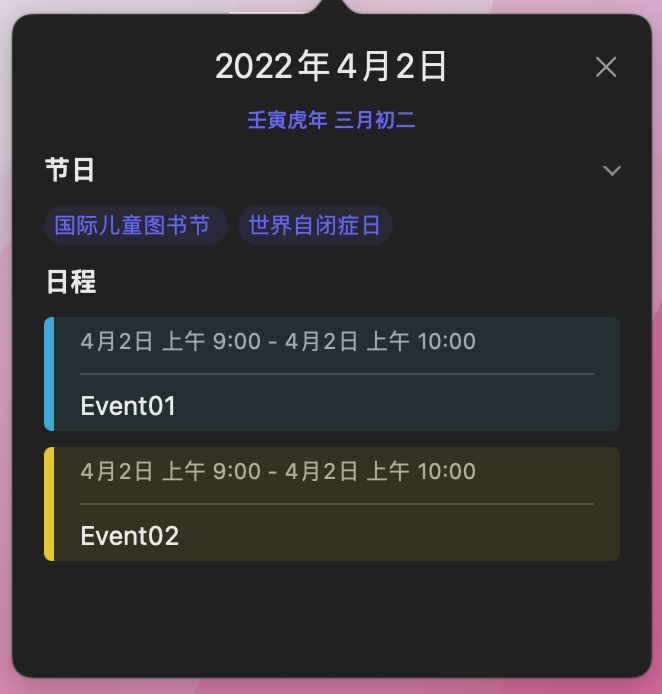 2022年4月2日
壬寅虎年 三月初二
节日
国际儿童图书节 世界自闭症日
日程
4月2日 上午 9:00 - 4月2日 上午 10:00
Event01
4月2日 上午 9:00 - 4月2日 上午 10:00
Event02